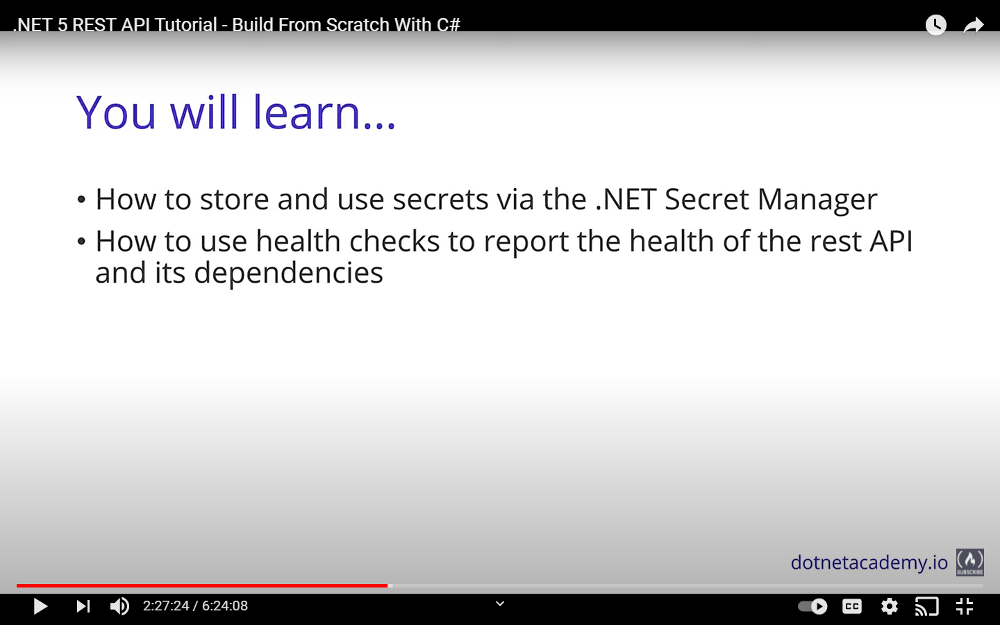 .NET 5 REST API Tutorial - Build From Scratch With C#
You will learn...
• How to store and use secrets via the .NET Secret Manager
• How to use health checks to report the health of the rest API
and its dependencies
dotnetacademy.io
SUBSCRIBE
2:27:24 / 6:24:08
CC